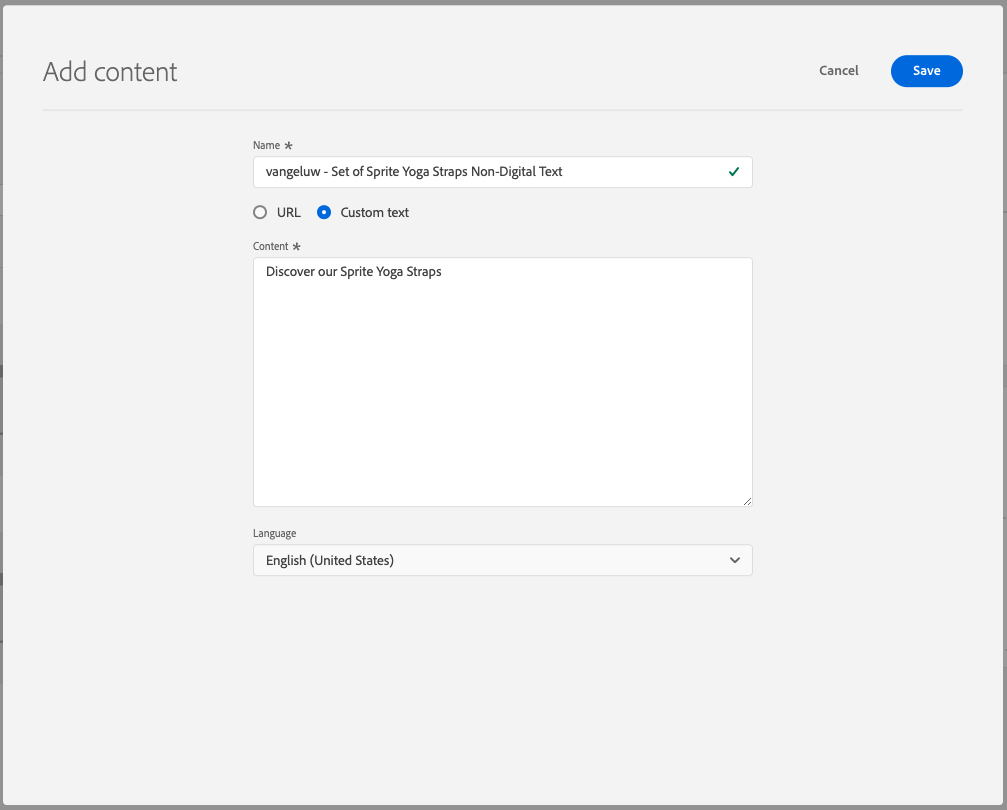 Add content
Cancel
Save
Name *
vangeluw - Set of Sprite Yoga Straps Non-Digital Text
URL
Custom text
Content *
Discover our Sprite Yoga Straps
Language
English (United States)